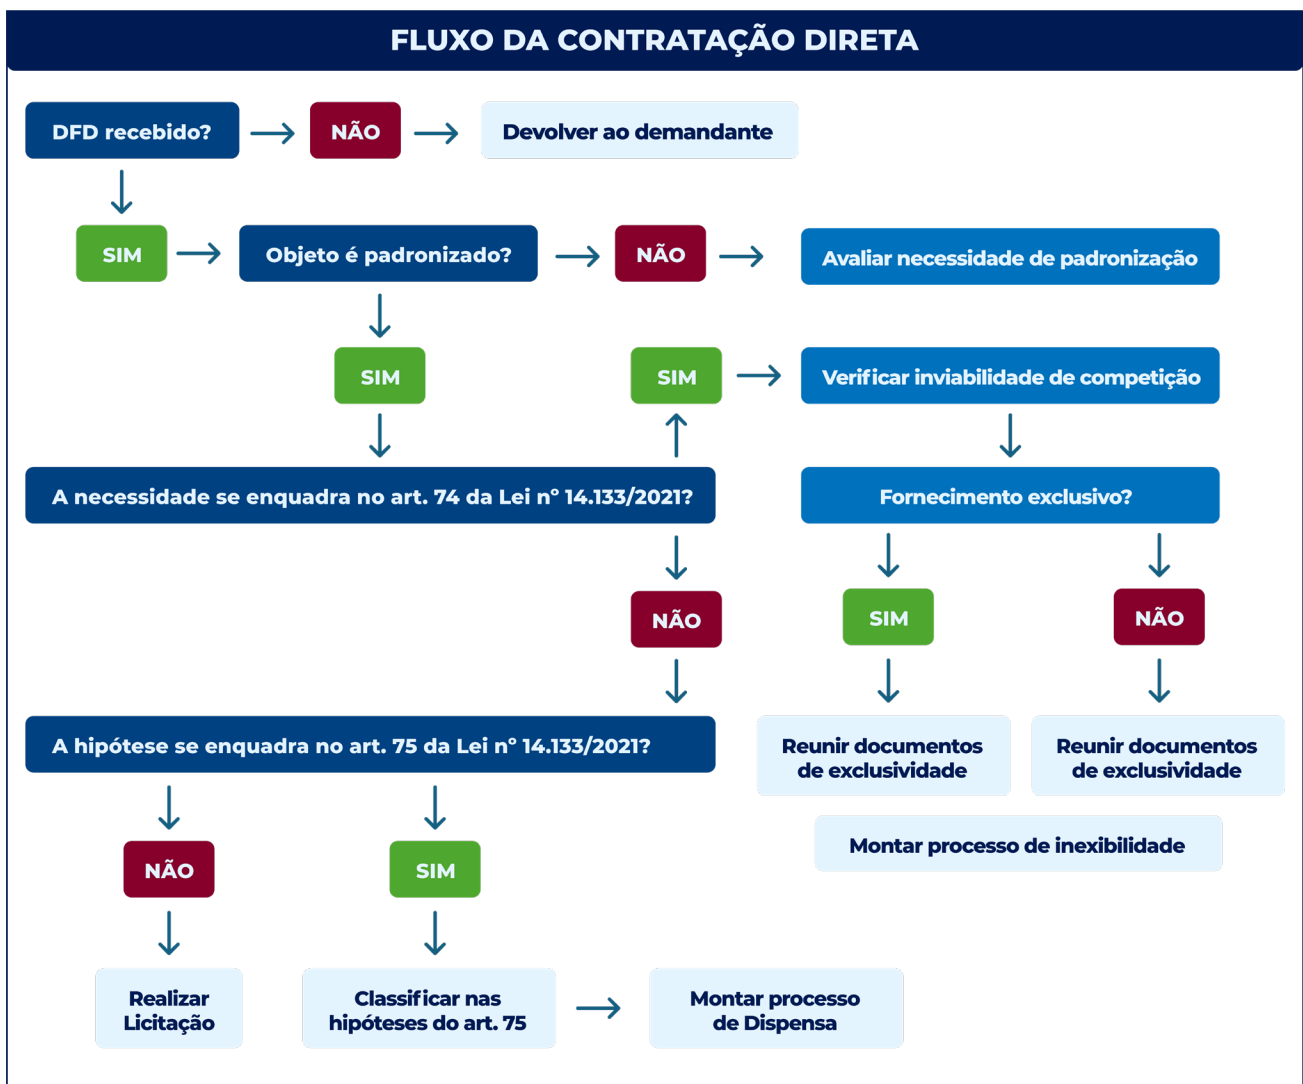 FLUXO DA CONTRATAÇÃO DIRETA
DFD recebido?
NÃO
Devolver ao demandante
SIM
Objeto é padronizado?
NÃO
Avaliar necessidade de padronização
SIM
SIM
Verificar inviabilidade de competição
A necessidade se enquadra no art. 74 da Lei nº 14.133/2021?
Fornecimento exclusivo?
NÃO
SIM
NÃO
A hipótese se enquadra no art. 75 da Lei nº 14.133/2021?
Reunir documentos
de exclusividade
Reunir documentos
de exclusividade
Montar processo de inexibilidade
NÃO
SIM
Realizar
Licitação
Classificar nas
hipóteses do art. 75
Montar processo
de Dispensa